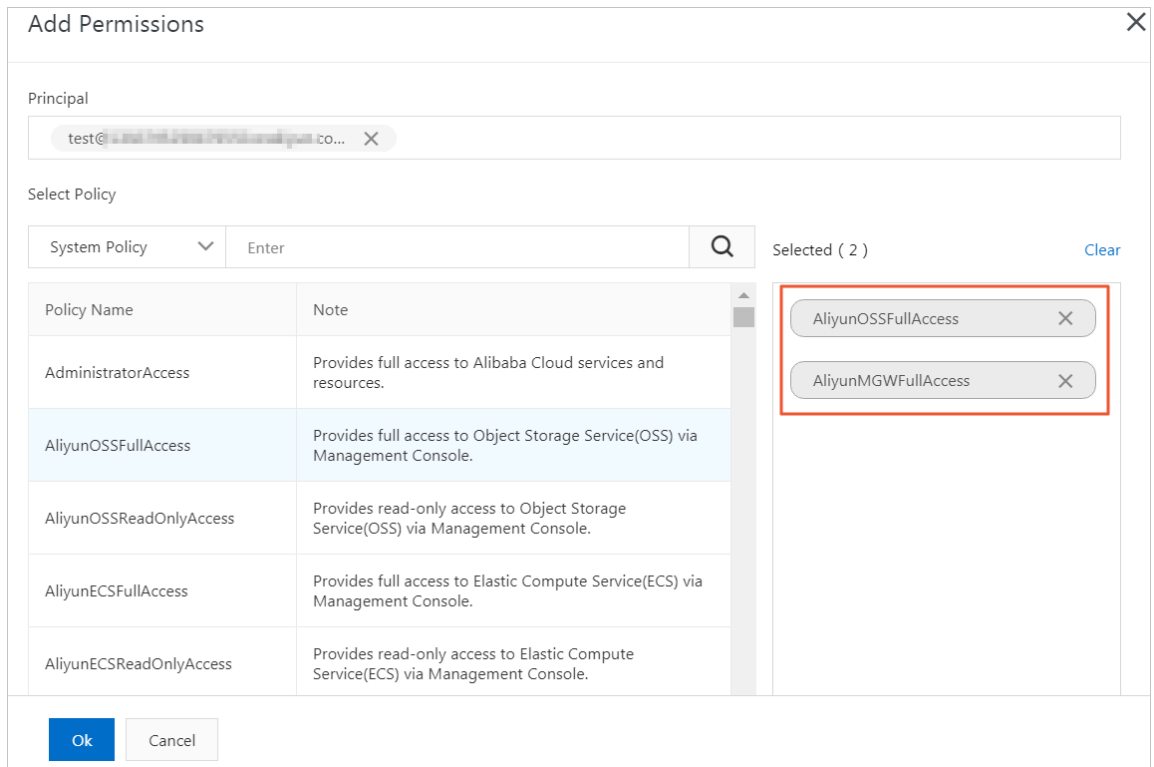 Add Permissions
Principal
test@ co...
Select Policy
System Policy
Enter
Selected ( 2 )
Clear
Policy Name
Note
AliyunOSSFullAccess
AliyunMGWFullAccess
AdministratorAccess
Provides full access to Alibaba Cloud services and
resources.
AliyunOSSFullAccess
Provides full access to Object Storage Service(OSS) via
Management Console.
AliyunOSSReadOnlyAccess
Provides read-only access to Object Storage
Service(OSS) via Management Console.
AliyunECSFullAccess
Provides full access to Elastic Compute Service(ECS) via
Management Console.
AliyunECSReadOnlyAccess
Provides read-only access to Elastic Compute
Service(ECS) via Management Console.
Ok
Cancel